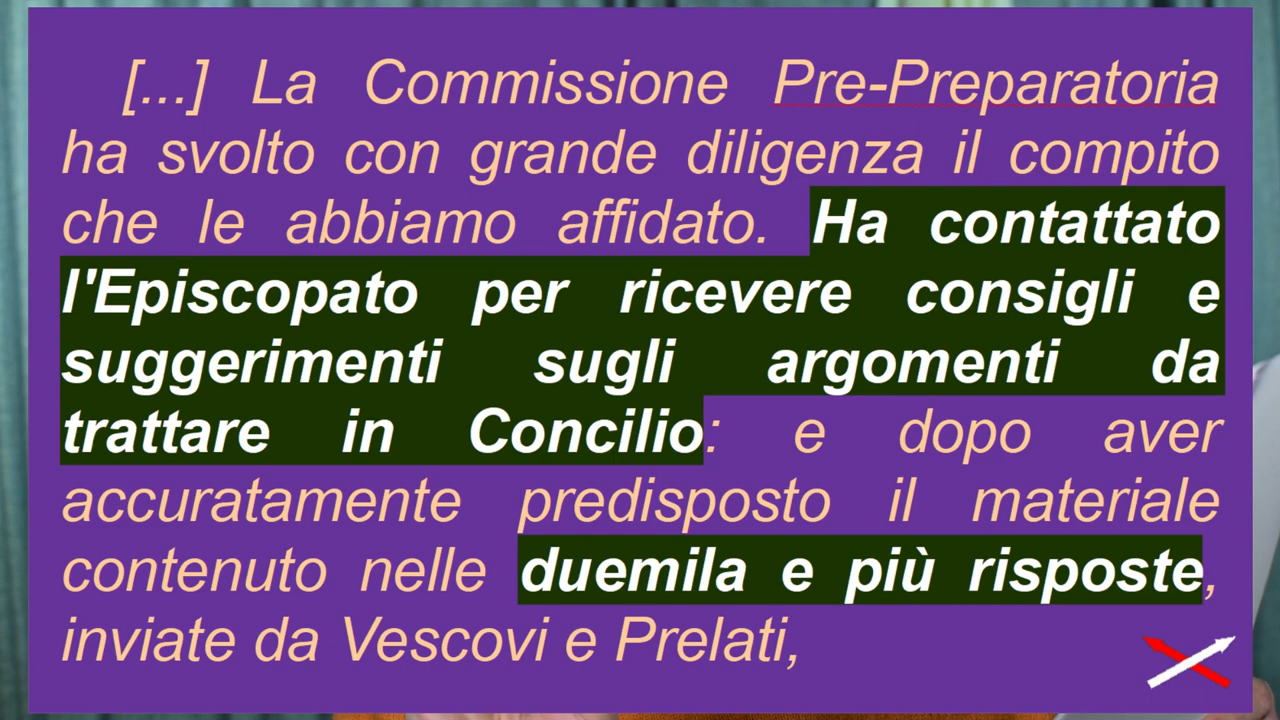 [...] La Commissione Pre-Preparatoria
ha svolto con grande diligenza il compito
che le abbiamo affidato. Ha contattato
l'Episcopato per ricevere consigli e
suggerimenti sugli argomenti da
trattare in Concilio: e dopo aver
accuratamente predisposto il materiale
contenuto nelle duemila e più risposte,
inviate da Vescovi e Prelati,